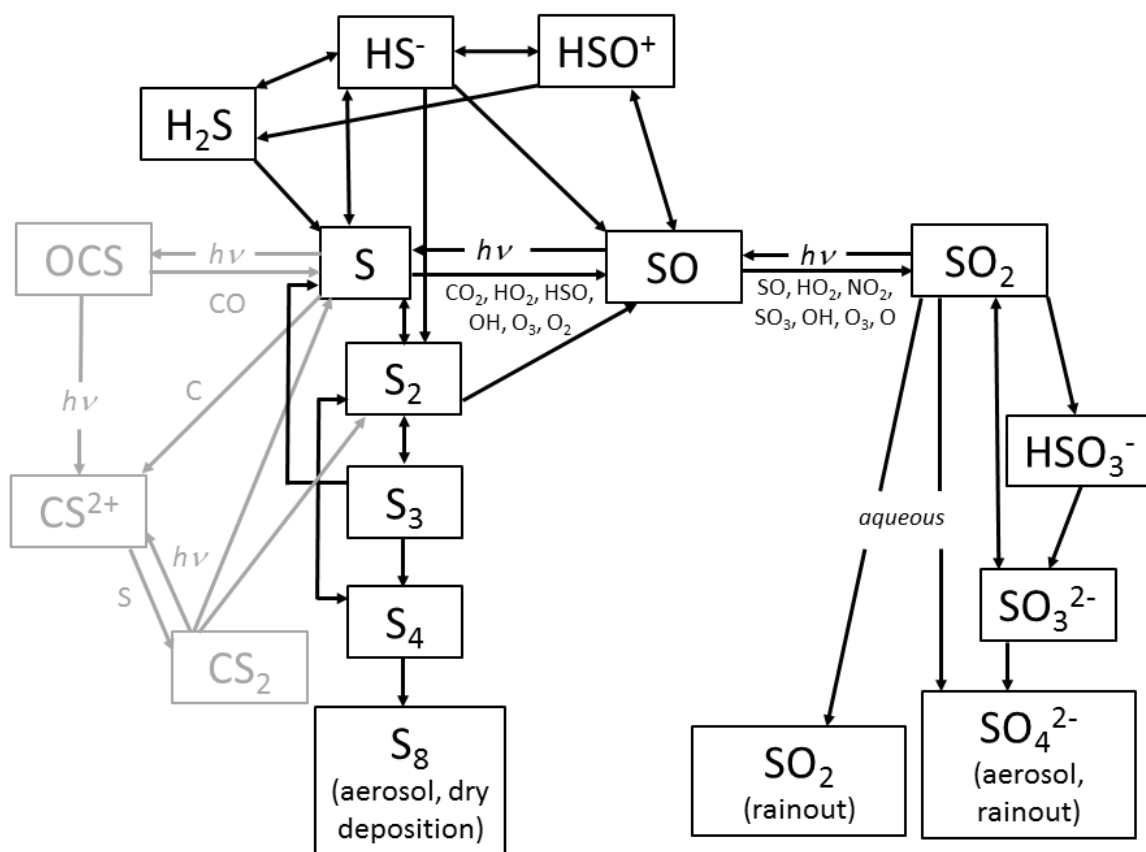 HS⁻
HSO⁺
H₂S
OCS
hν
CO
S
hν
CO₂, HO₂, HSO,
OH, O₃, O₂
SO
hν
SO, HO₂, NO₂,
SO₃, OH, O₃, O
SO₂
C
hν
S₂
HSO₃⁻
CS²⁺
hν
S
S₃
aqueous
SO₃²⁻
S₄
CS₂
S₈
(aerosol, dry
deposition)
SO₂
(rainout)
SO₄²⁻
(aerosol,
rainout)